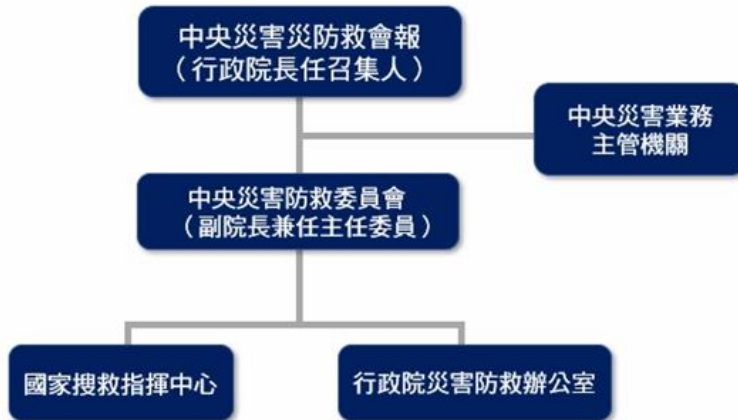 中央災害災防救會報
（行政院長任召集人）
中央災害業務
主管機關
中央災害防救委員會
（副院長兼任主任委員）
國家搜救指揮中心
行政院災害防救辦公室